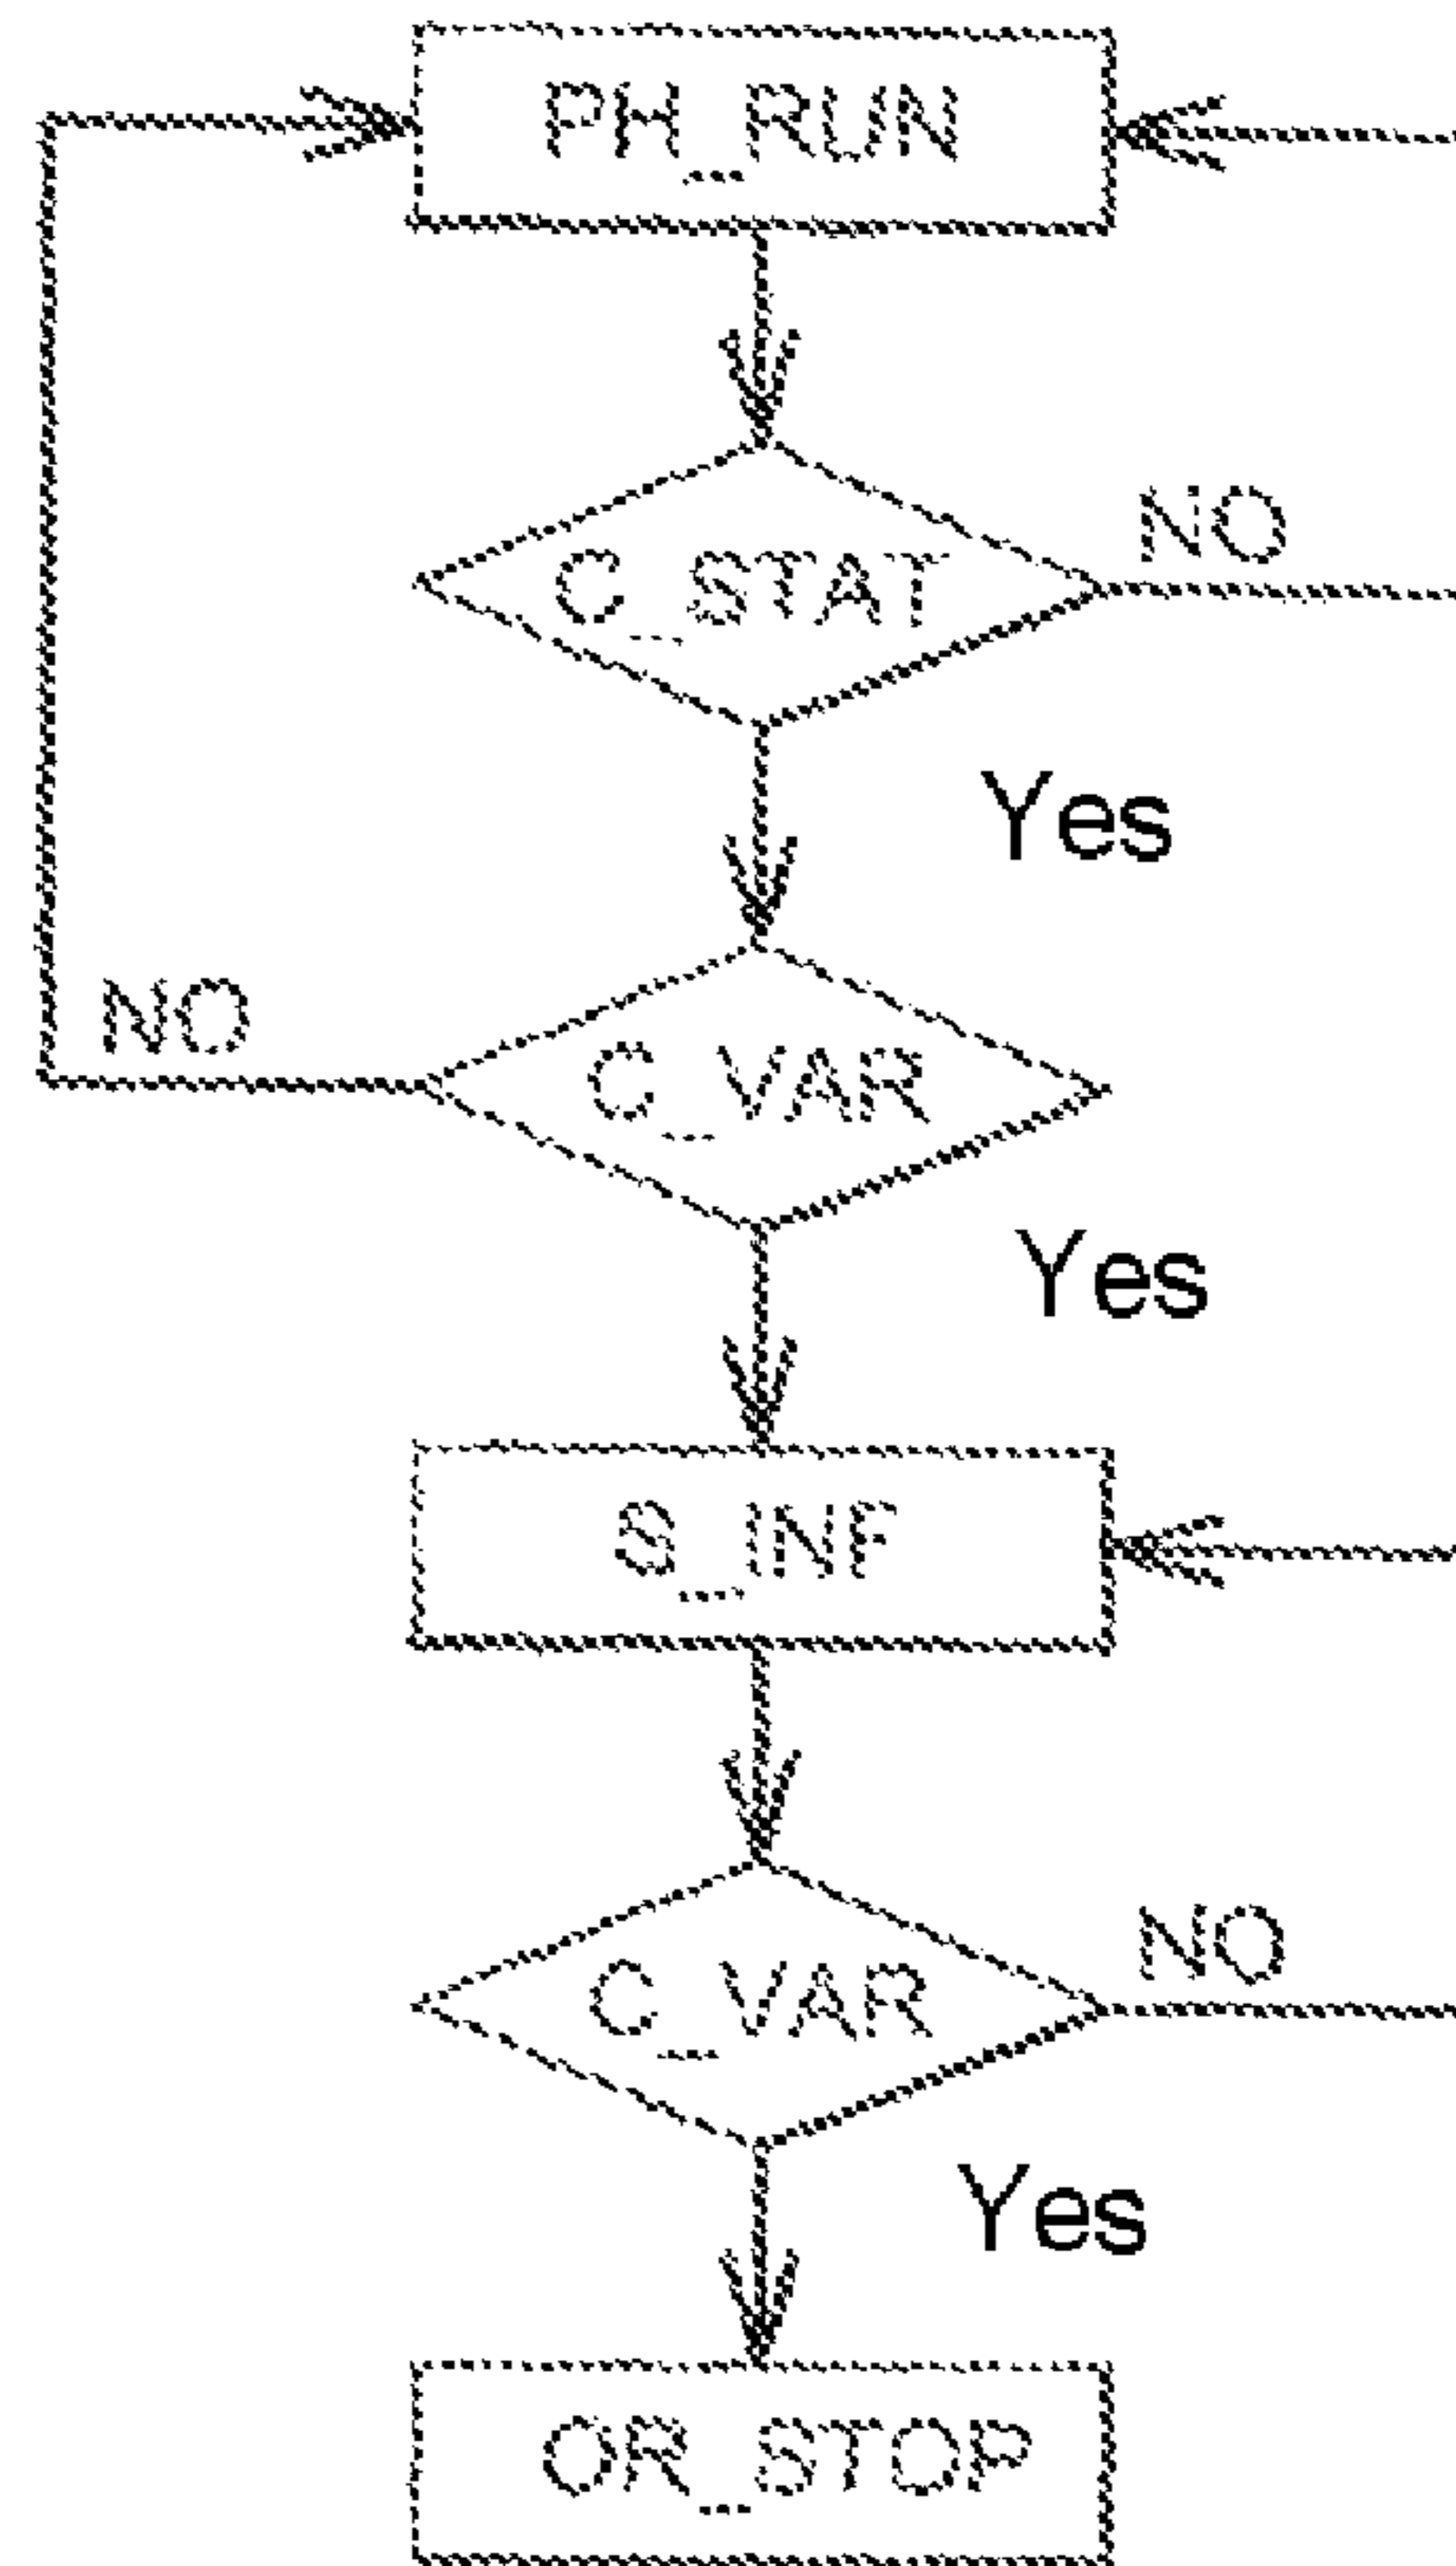 PH_RUN
NO
C_STAT
Yes
NO
C_VAR
Yes
S_INF
NO
C_VAR
Yes
OR_STOP